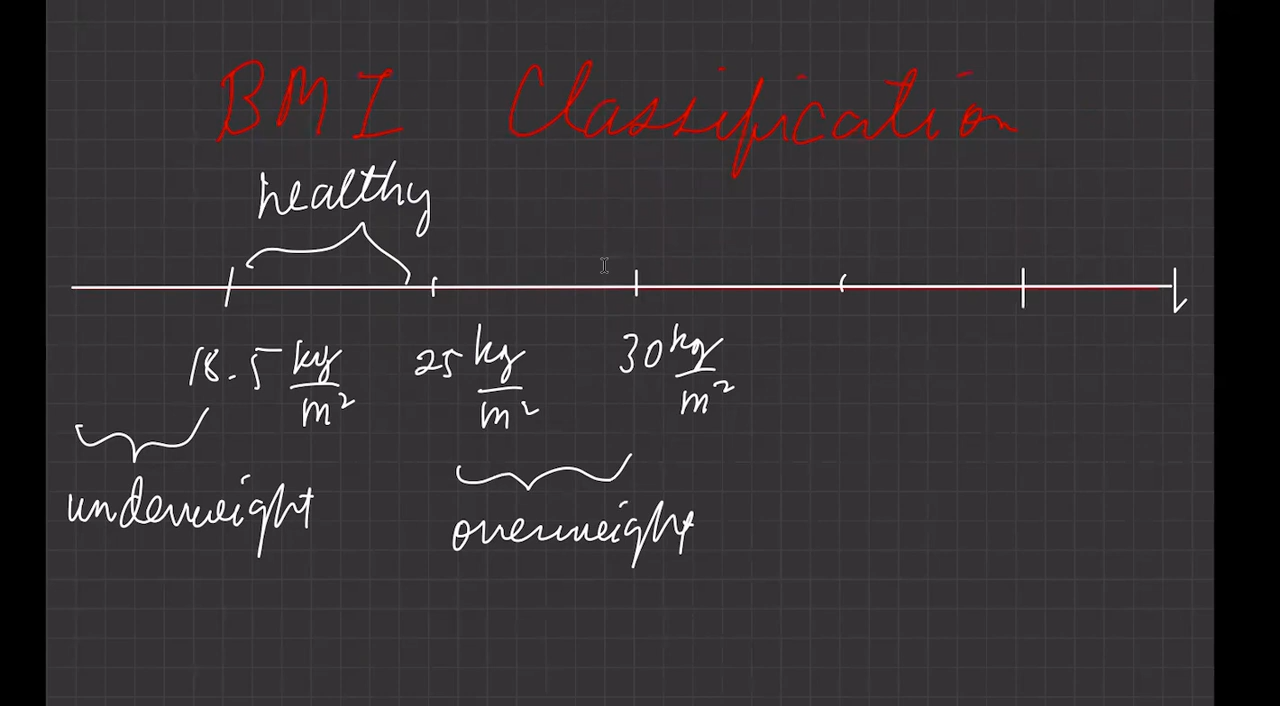 BMI Classification
healthy
18.5 kg/m² 25 kg/m² 30 kg/m²
underweight overweight